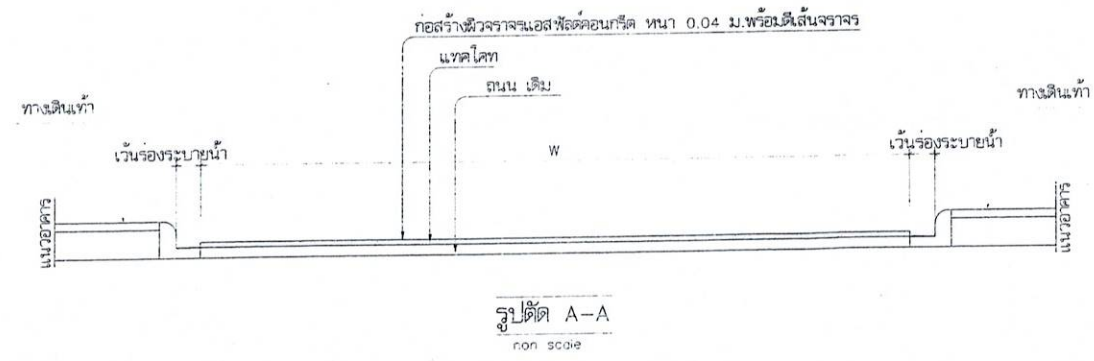 ก่อสร้างผิวจราจรแอสฟัลต์คอนกรีต หนา 0.04 ม.พร้อมตีเส้นจราจร
แทคโคท
ถนน เดิม
ทางเดินเท้า
ทางเดินเท้า
เว้นร่องระบายน้ำ
W
เว้นร่องระบายน้ำ
แนวอาคาร
แนวอาคาร
รูปตัด A-A
non scale